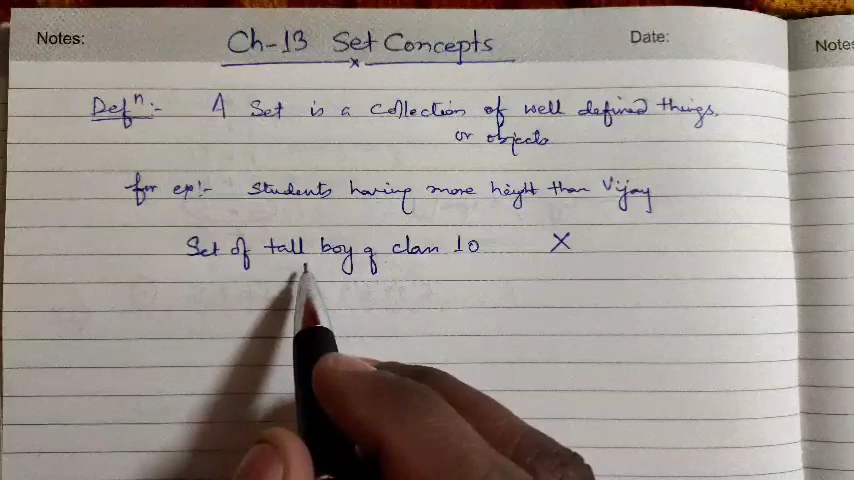 Notes:
Ch-13 Set Concepts
Date:
Notes
Defn:- A Set is a collection of well defined things.
or objects
for ex:- Students having more height than Vijay
Set of tall boy of class 10 X